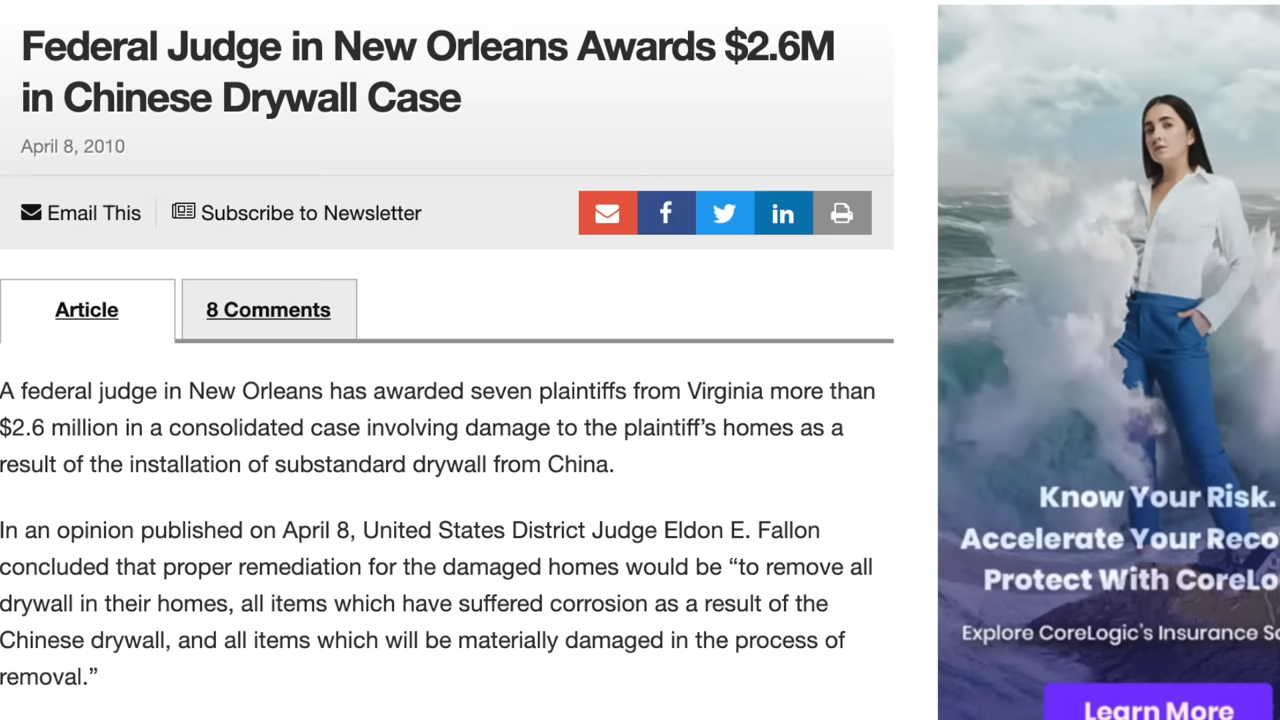 Federal Judge in New Orleans Awards $2.6M
in Chinese Drywall Case
April 8, 2010
Email This
Subscribe to Newsletter
Article
8 Comments
A federal judge in New Orleans has awarded seven plaintiffs from Virginia more than
$2.6 million in a consolidated case involving damage to the plaintiff’s homes as a
result of the installation of substandard drywall from China.
In an opinion published on April 8, United States District Judge Eldon E. Fallon
concluded that proper remediation for the damaged homes would be “to remove all
drywall in their homes, all items which have suffered corrosion as a result of the
Chinese drywall, and all items which will be materially damaged in the process of
removal.”
Know Your Risk.
Accelerate Your Reco
Protect With CoreLo
Explore CoreLogic's Insurance So
Learn More